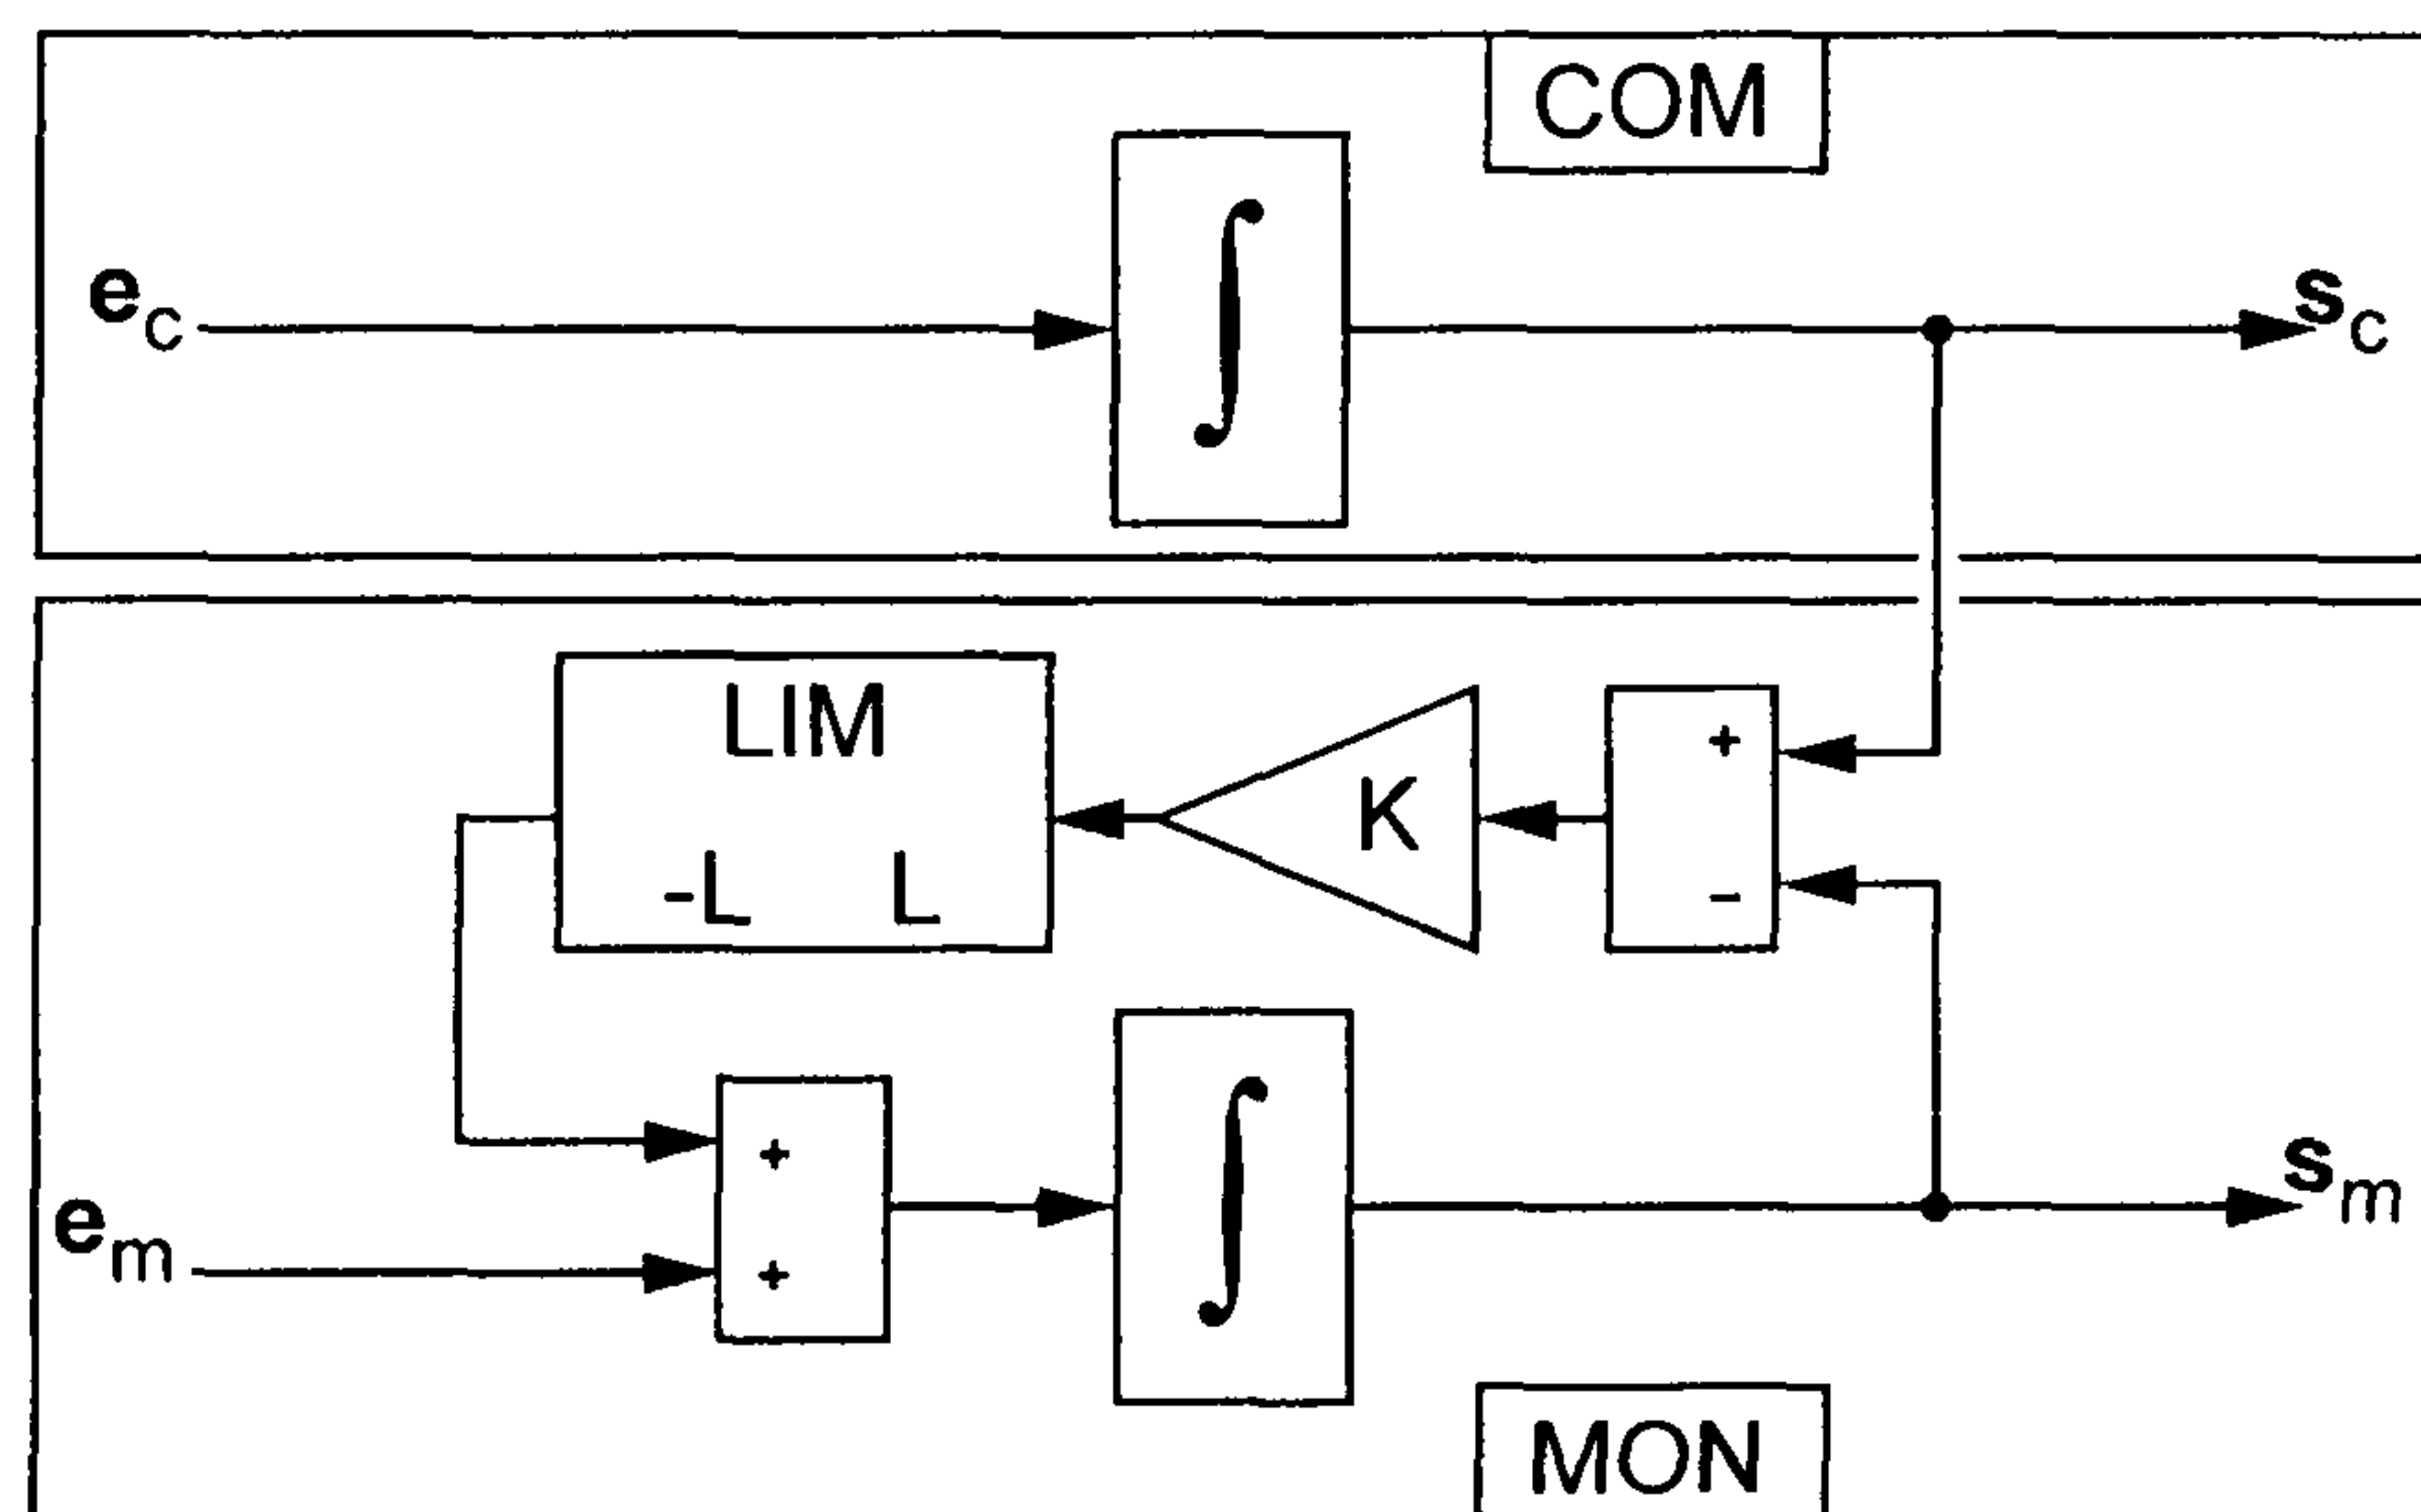 COM
∫
e_c
s_c
LIM
-L L
K
+
-
+
+
∫
e_m
s_m
MON